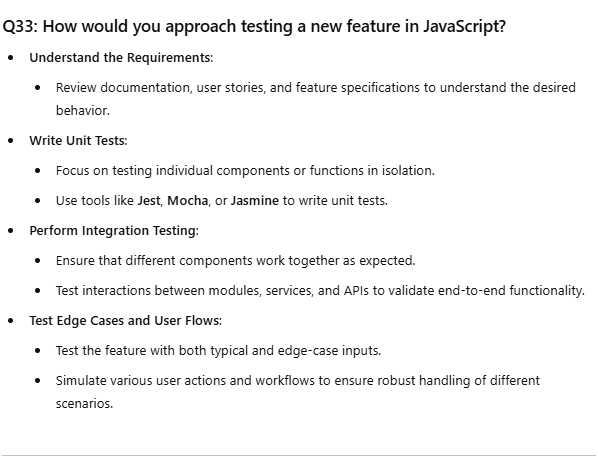 Q33: How would you approach testing a new feature in JavaScript?
• Understand the Requirements:
• Review documentation, user stories, and feature specifications to understand the desired
behavior.
• Write Unit Tests:
• Focus on testing individual components or functions in isolation.
• Use tools like Jest, Mocha, or Jasmine to write unit tests.
• Perform Integration Testing:
• Ensure that different components work together as expected.
• Test interactions between modules, services, and APIs to validate end-to-end functionality.
• Test Edge Cases and User Flows:
• Test the feature with both typical and edge-case inputs.
• Simulate various user actions and workflows to ensure robust handling of different
scenarios.